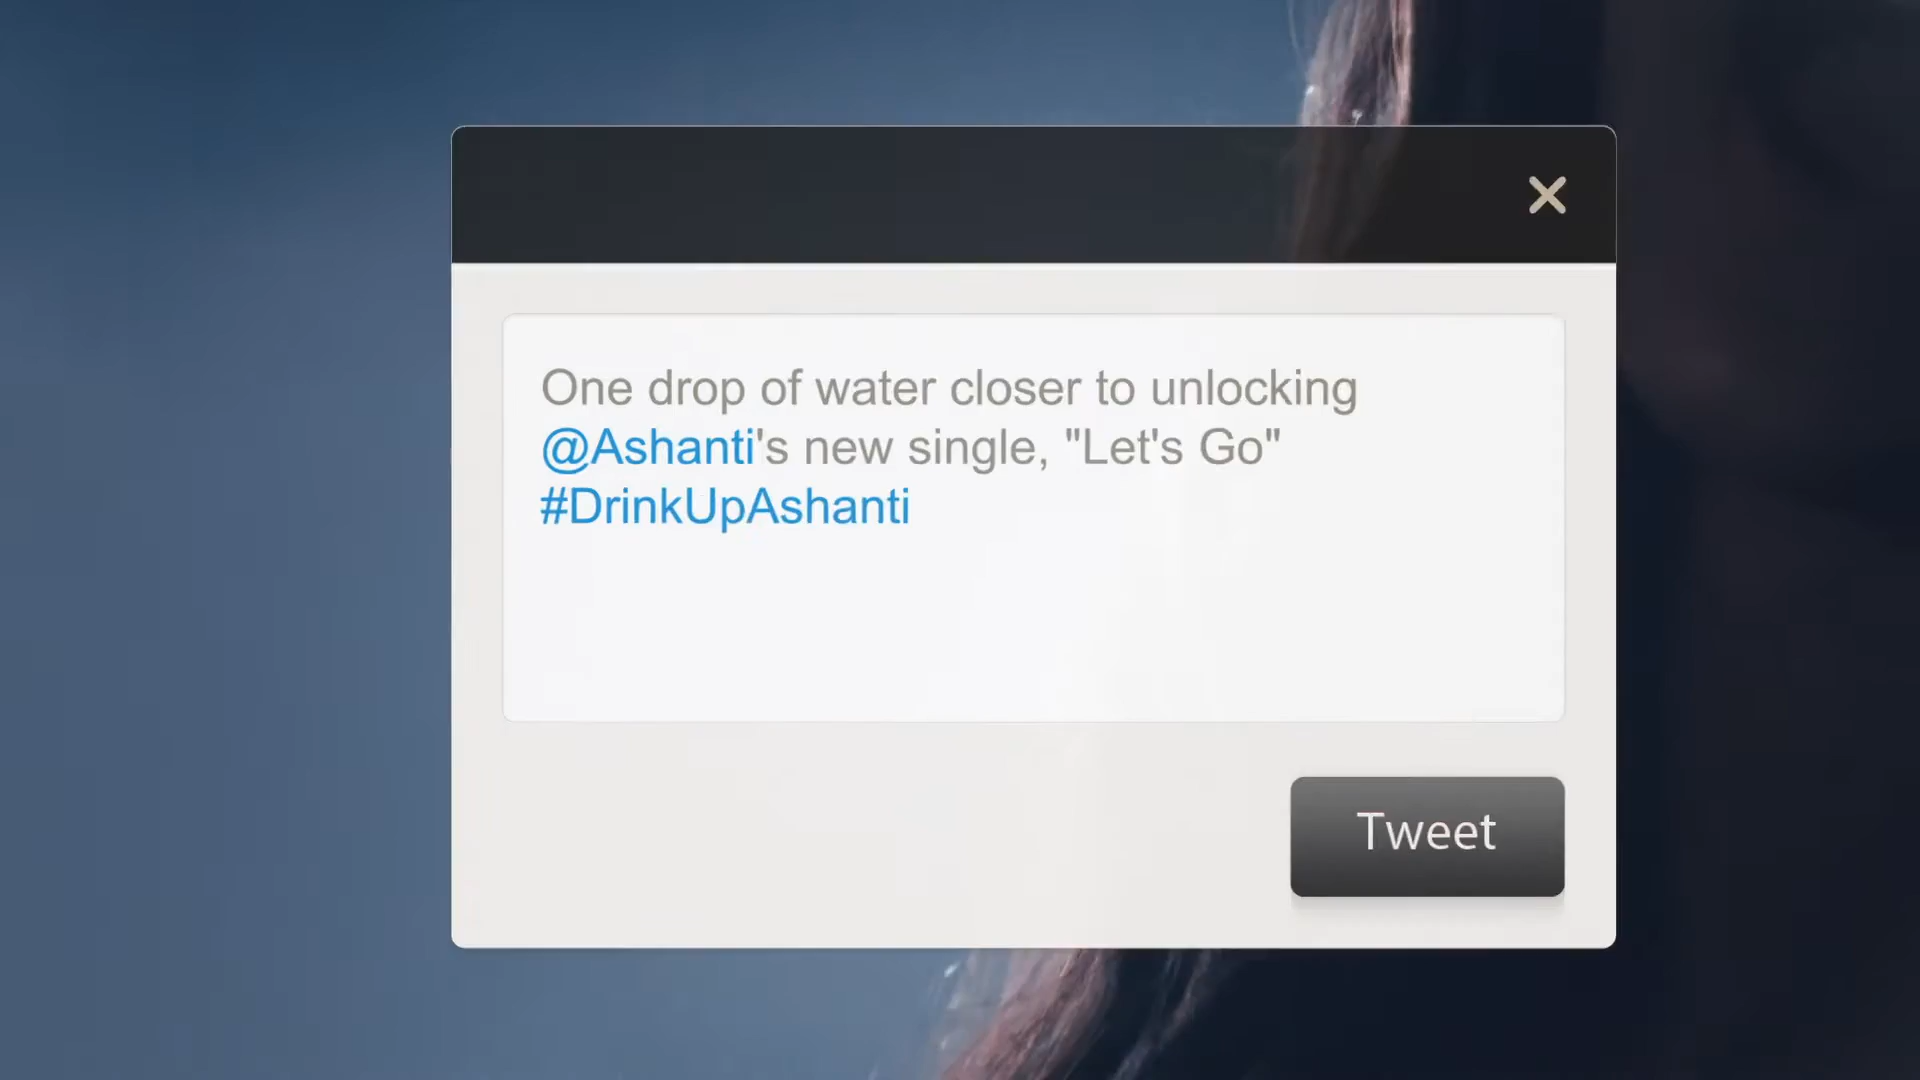 One drop of water closer to unlocking
@Ashanti's new single, "Let's Go"
#DrinkUpAshanti
Tweet